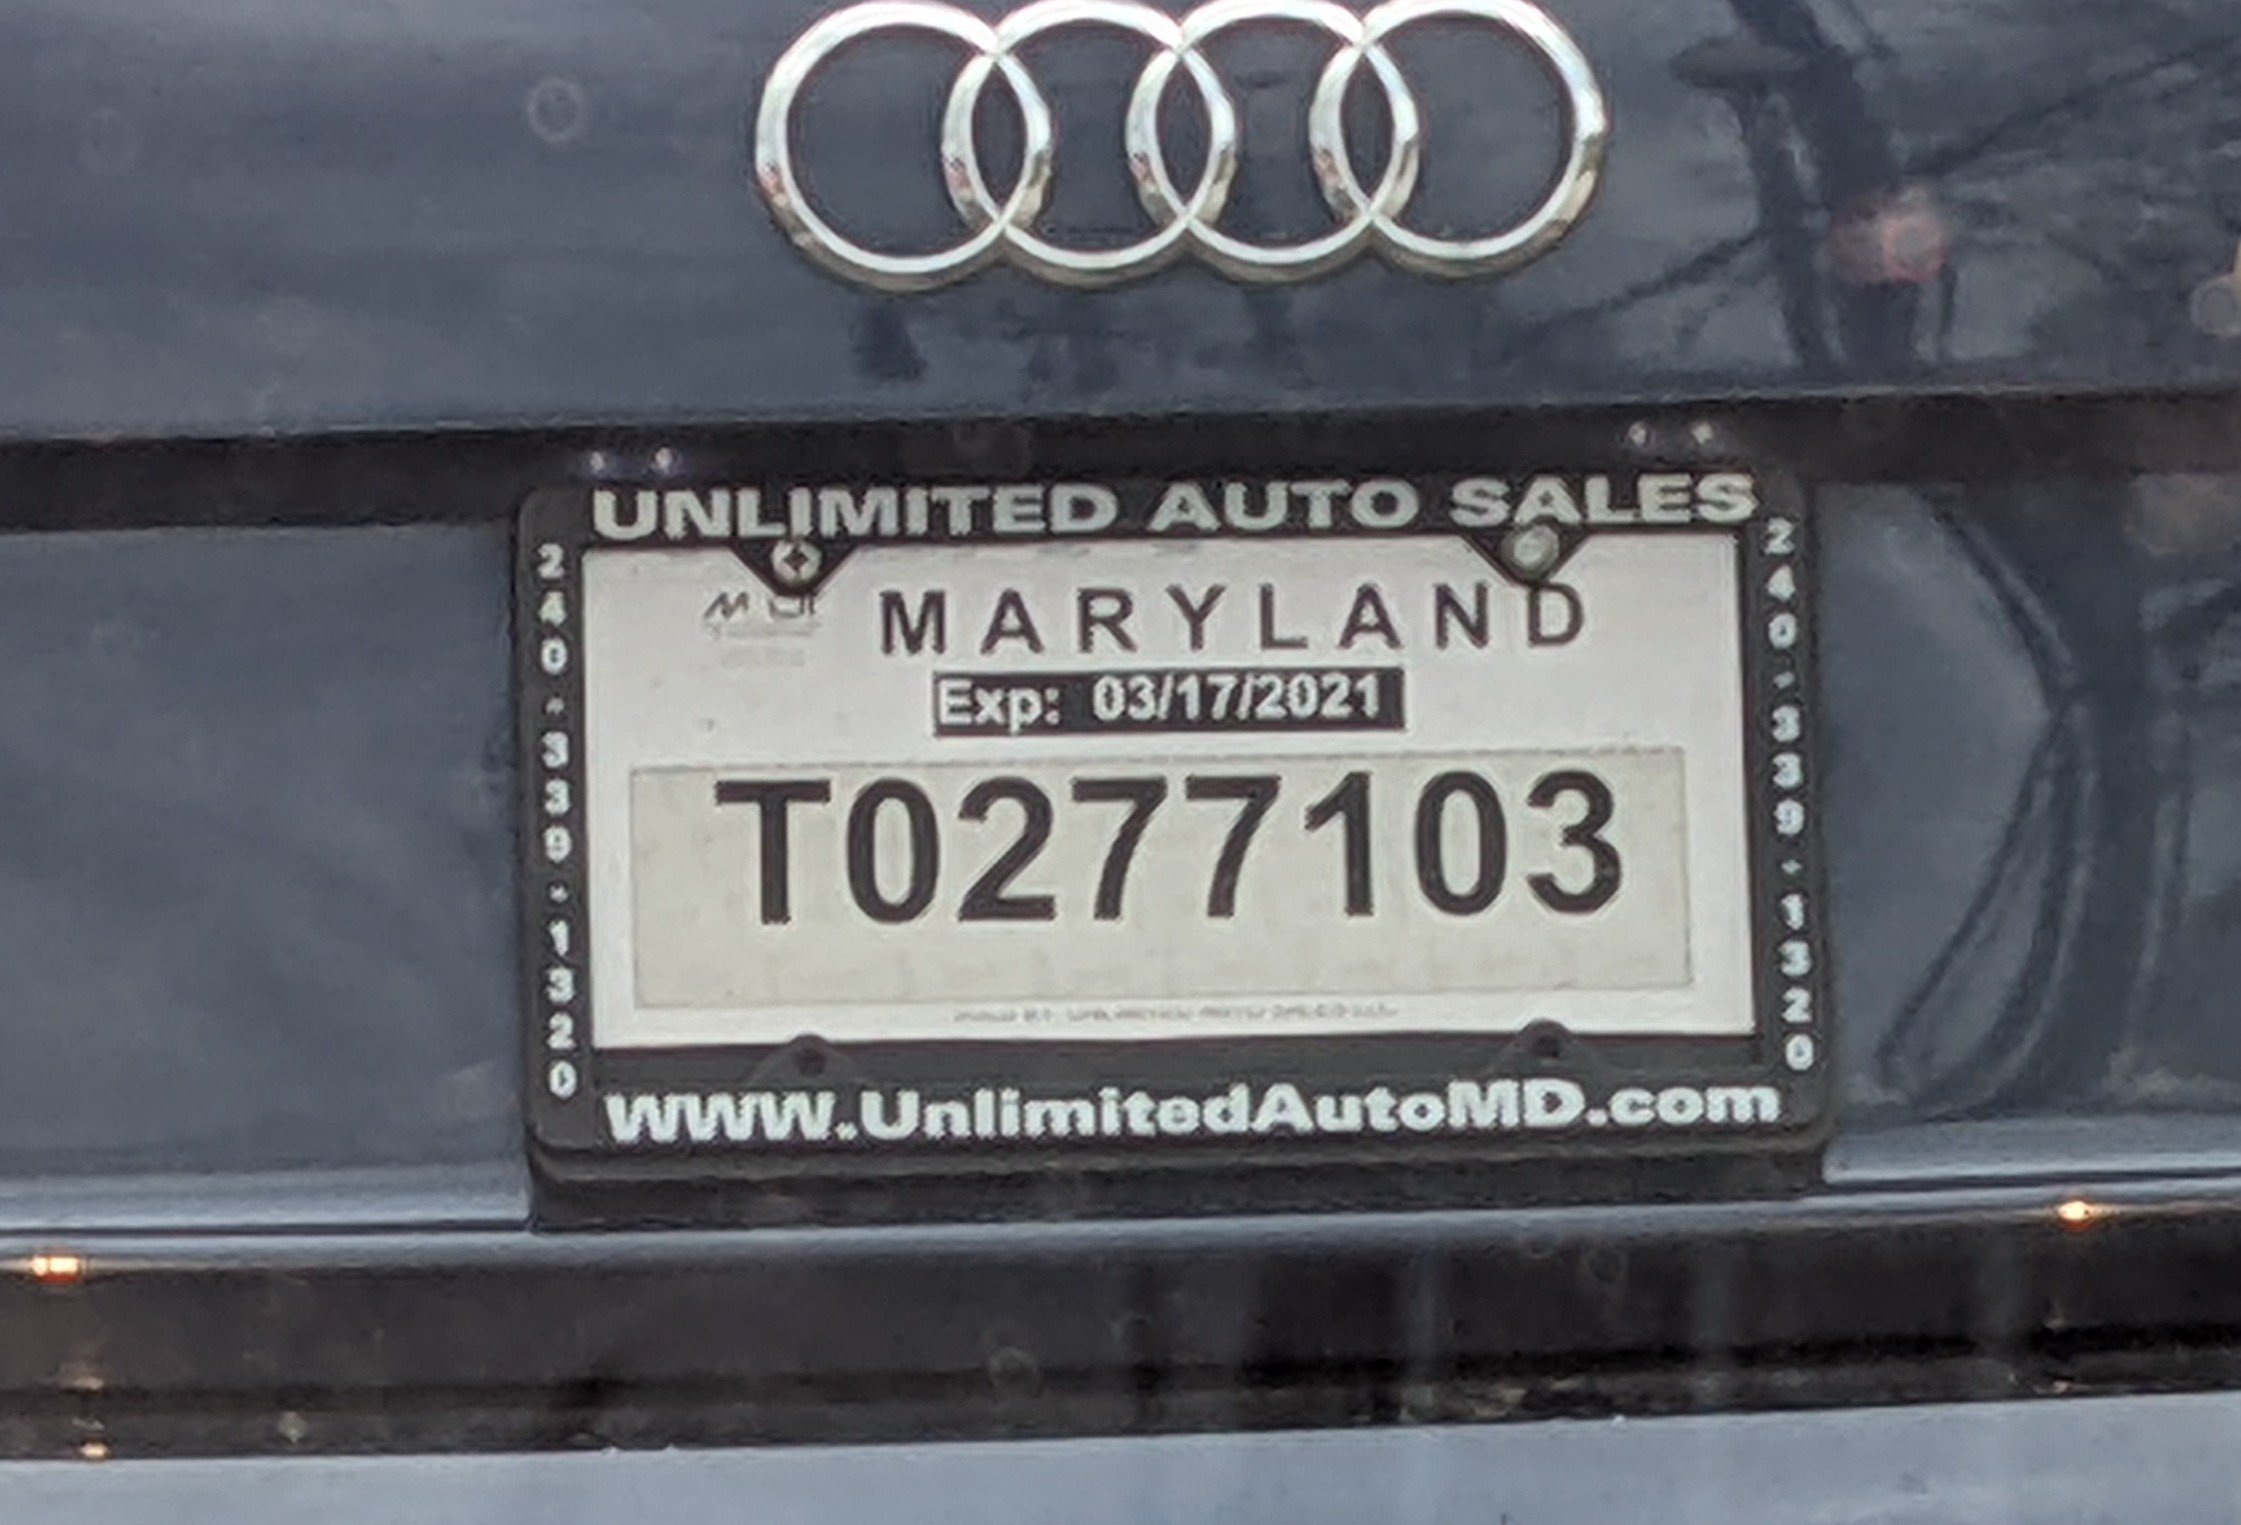 UNLIMITED AUTO SALES
MARYLAND
Exp: 03/17/2021
T0277103
240-339-1320
240-339-1320
www.UnlimitedAutoMD.com